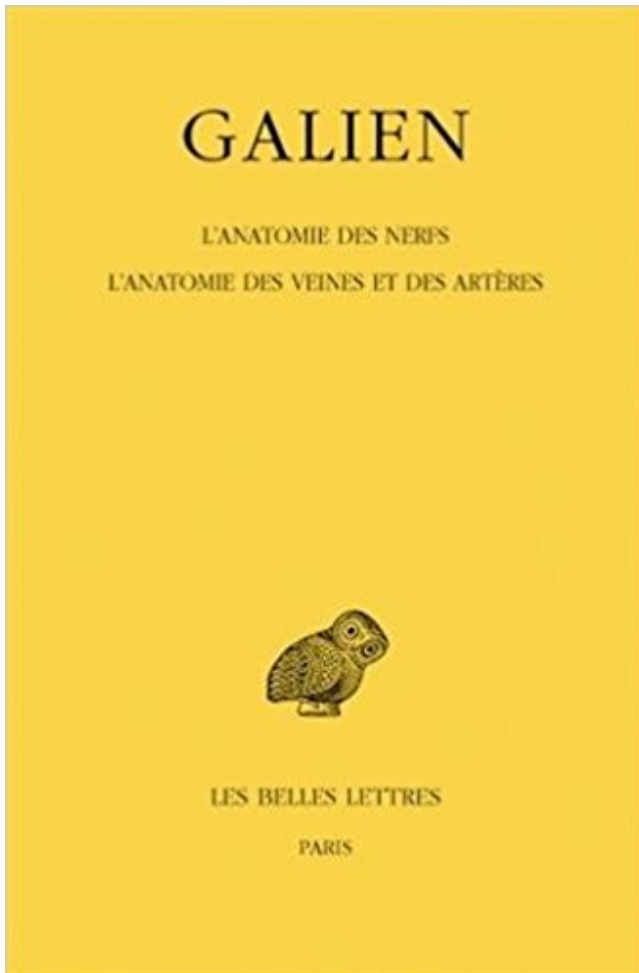 GALIEN
L'ANATOMIE DES NERFS
L'ANATOMIE DES VEINES ET DES ARTÈRES
LES BELLES LETTRES
PARIS